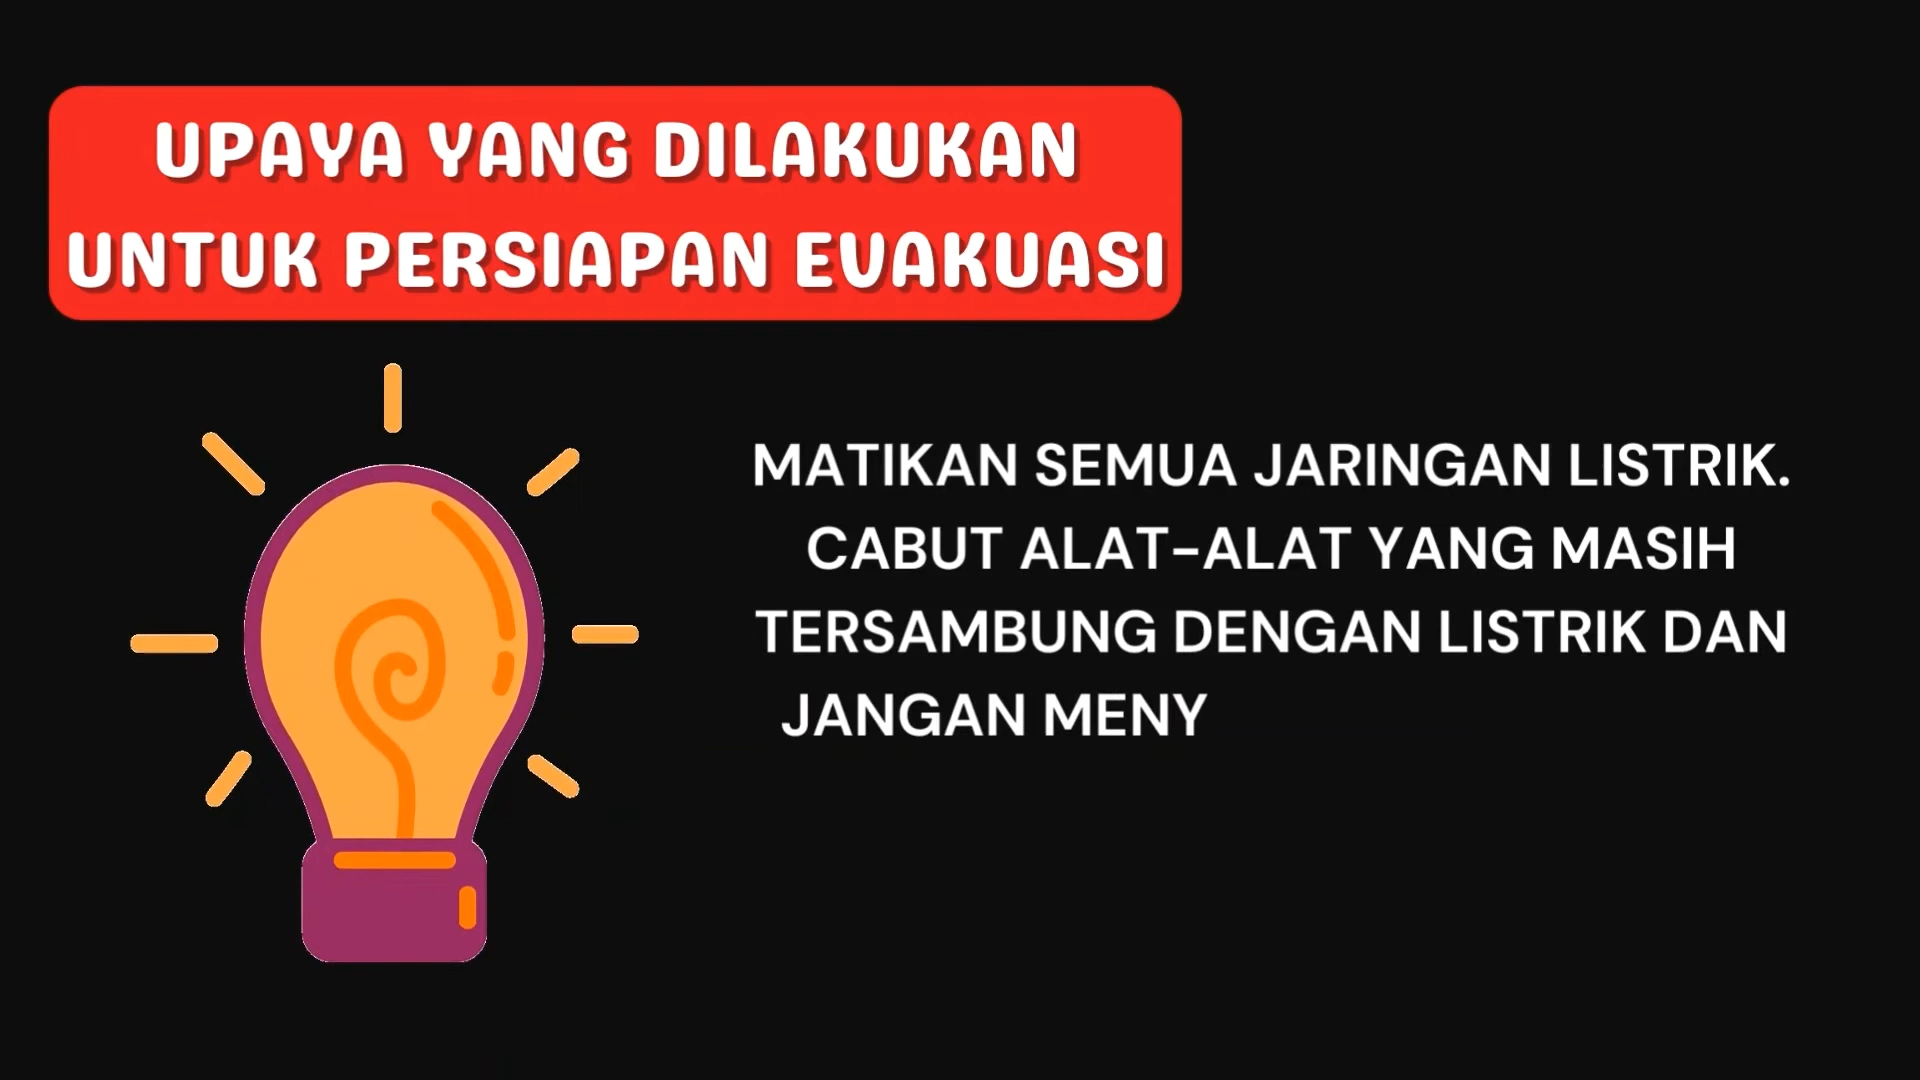 UPAYA YANG DILAKUKAN
UNTUK PERSIAPAN EVAKUASI
MATIKAN SEMUA JARINGAN LISTRIK.
CABUT ALAT-ALAT YANG MASIH
TERSAMBUNG DENGAN LISTRIK DAN
JANGAN MENY